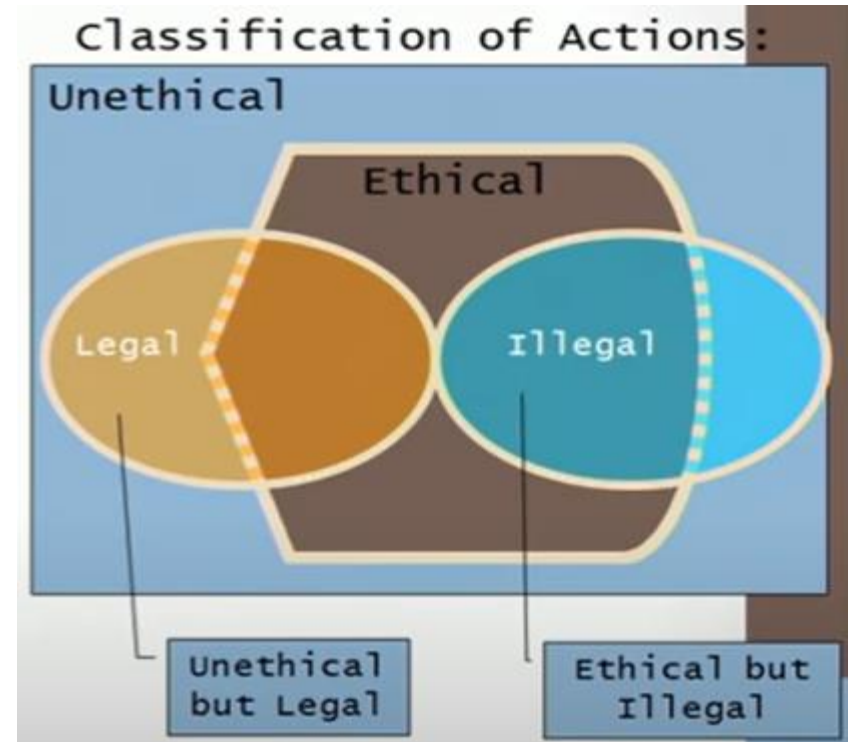 Classification of Actions:
Unethical
Ethical
Legal
Illegal
Unethical
but Legal
Ethical but
Illegal